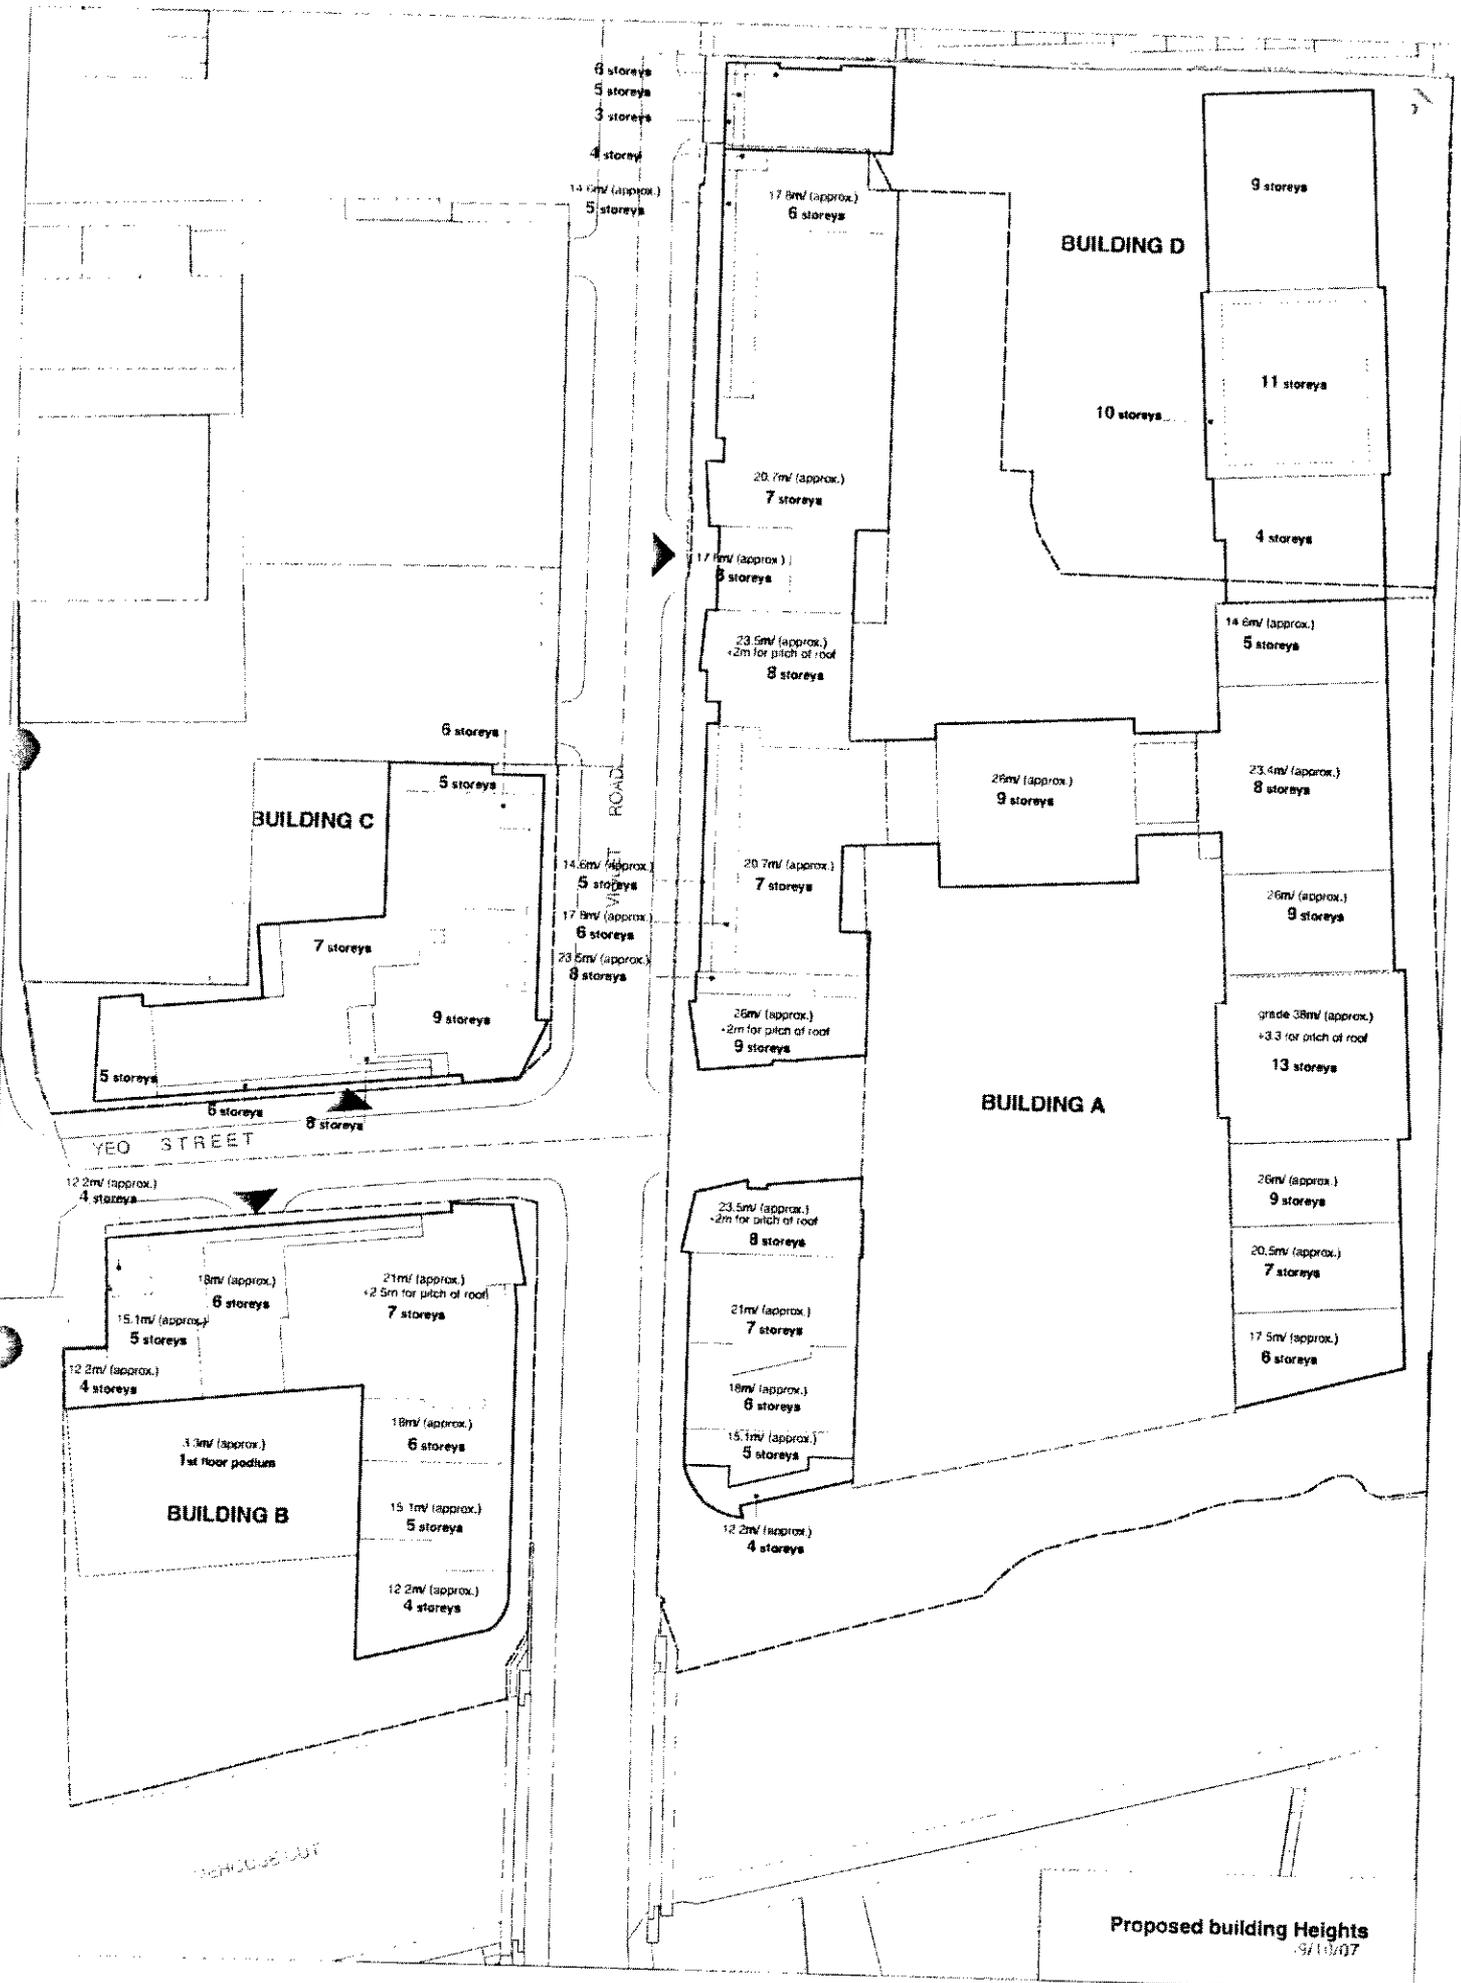 6 storeys
5 storeys
3 storeys
4 storey
14.6m/ (approx.)
5 storeys
17.8m/ (approx.)
6 storeys
9 storeys
BUILDING D
11 storeys
10 storeys
20.7m/ (approx.)
7 storeys
4 storeys
(approx.)
storeys
23.5m/ (approx.)
+2m for pitch of roof
8 storeys
14.6m/ (approx.)
5 storeys
6 storeys
5 storeys
BUILDING C
ROAD
26m/ (approx.)
9 storeys
23.4m/ (approx.)
8 storeys
14.6m/ (approx.)
5 storeys
20.7m/ (approx.)
7 storeys
17.8m/ (approx.)
6 storeys
26m/ (approx.)
9 storeys
7 storeys
23.5m/ (approx.)
8 storeys
9 storeys
26m/ (approx.)
+2m for pitch of roof
9 storeys
grade 38m/ (approx.)
+3.3 for pitch of roof
13 storeys
5 storeys
6 storeys
8 storeys
BUILDING A
YEO STREET
12.2m/ (approx.)
4 storeys
23.5m/ (approx.)
+2m for pitch of roof
8 storeys
26m/ (approx.)
9 storeys
18m/ (approx.)
6 storeys
21m/ (approx.)
+2.5m for pitch of roof
7 storeys
20.5m/ (approx.)
7 storeys
15.1m/ (approx.)
5 storeys
21m/ (approx.)
7 storeys
17.5m/ (approx.)
6 storeys
12.2m/ (approx.)
4 storeys
18m/ (approx.)
6 storeys
18m/ (approx.)
6 storeys
3.3m/ (approx.)
1st floor podium
15.1m/ (approx.)
5 storeys
BUILDING B
15.1m/ (approx.)
5 storeys
12.2m/ (approx.)
4 storeys
12.2m/ (approx.)
4 storeys
Proposed building Heights
9/10/07